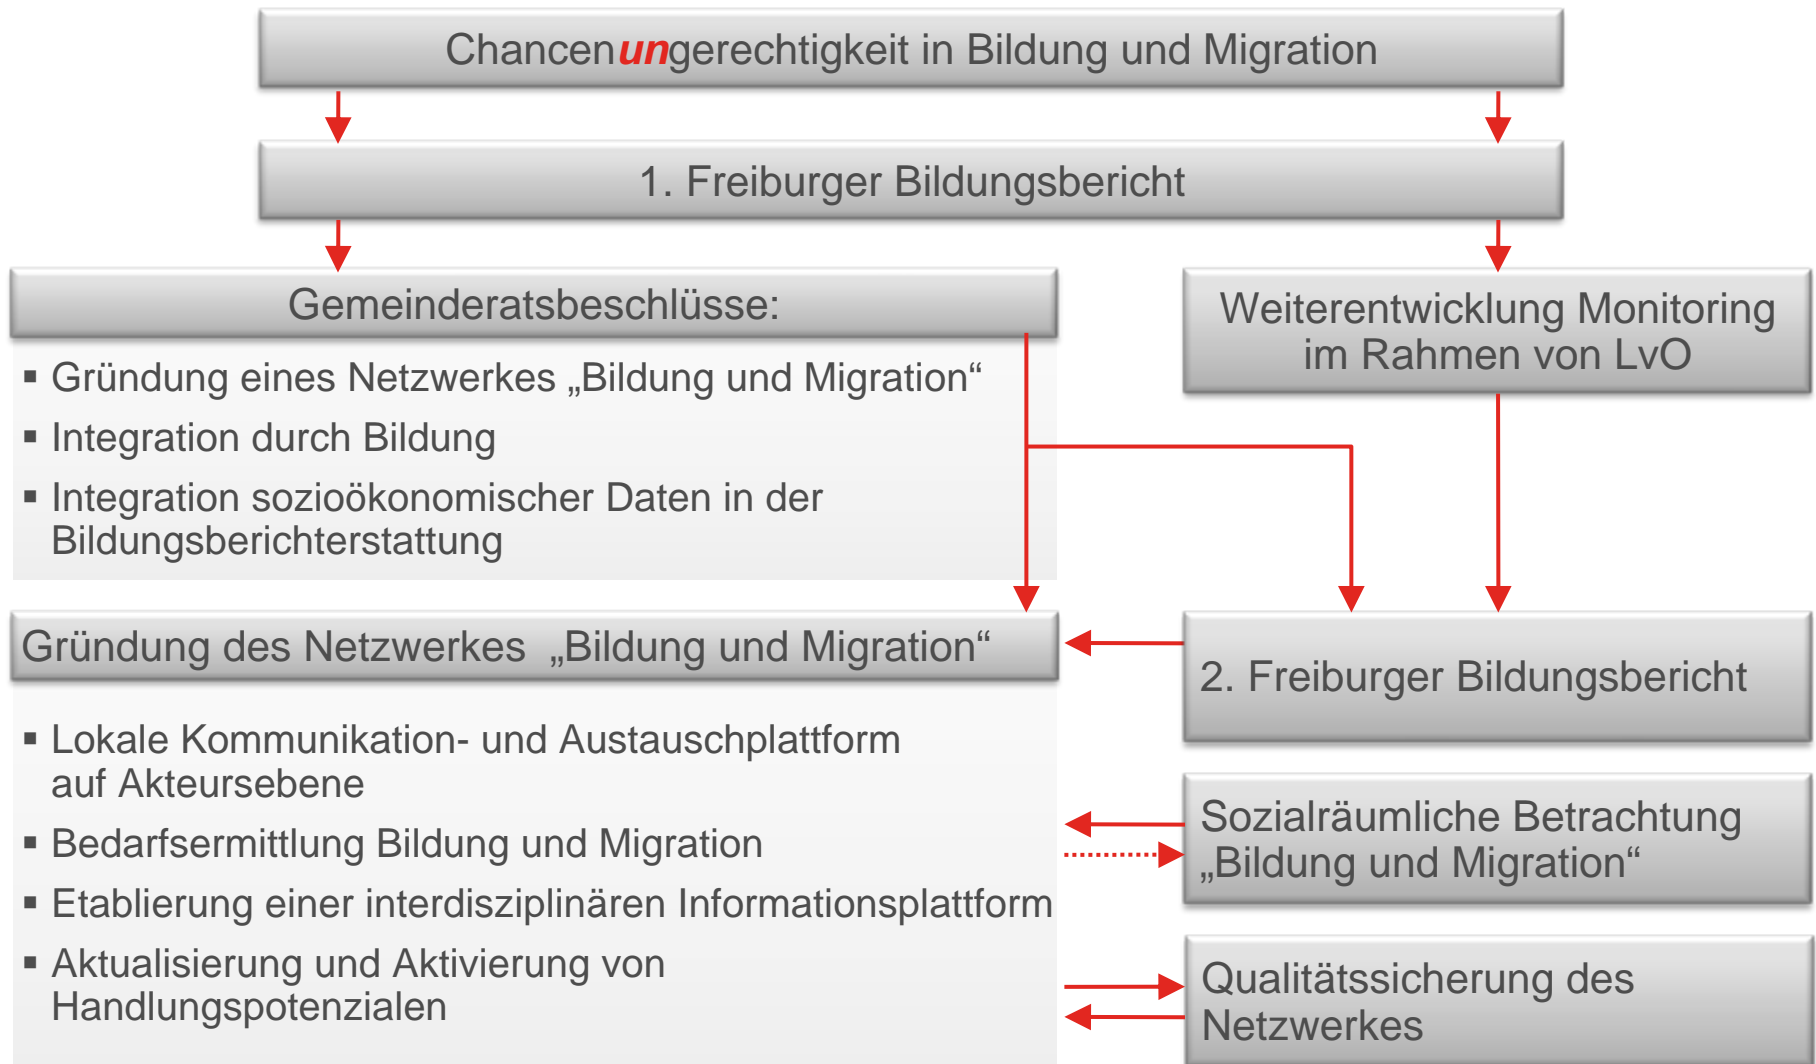 Chancenungerechtigkeit in Bildung und Migration
1. Freiburger Bildungsbericht
Gemeinderatsbeschlüsse:
▪ Gründung eines Netzwerkes „Bildung und Migration“
▪ Integration durch Bildung
▪ Integration sozioökonomischer Daten in der
Bildungsberichterstattung
Weiterentwicklung Monitoring
im Rahmen von LvO
Gründung des Netzwerkes „Bildung und Migration“
▪ Lokale Kommunikation- und Austauschplattform
auf Akteursebene
▪ Bedarfsermittlung Bildung und Migration
▪ Etablierung einer interdisziplinären Informationsplattform
▪ Aktualisierung und Aktivierung von
Handlungspotenzialen
2. Freiburger Bildungsbericht
Sozialräumliche Betrachtung
„Bildung und Migration“
Qualitätssicherung des
Netzwerkes